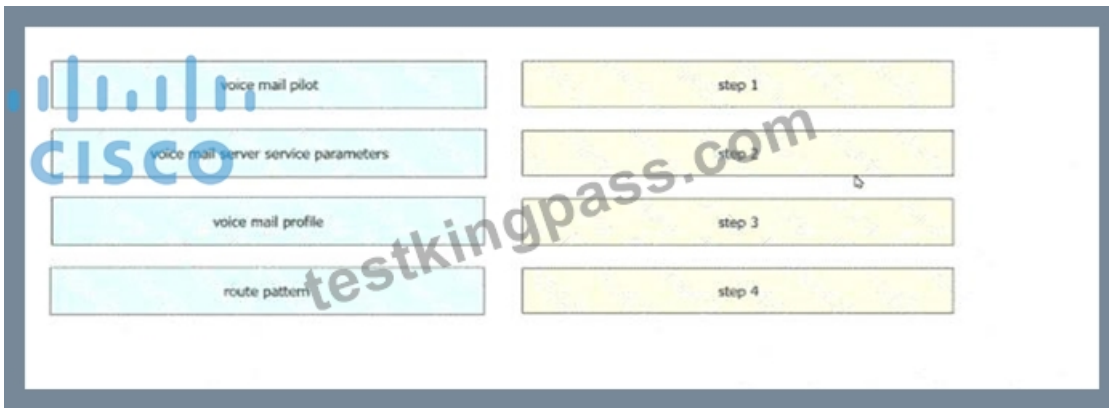 voice mail pilot
step 1
voice mail server service parameters
step 2
voice mail profile
step 3
route pattern
step 4
CISCO
testkingpass.com